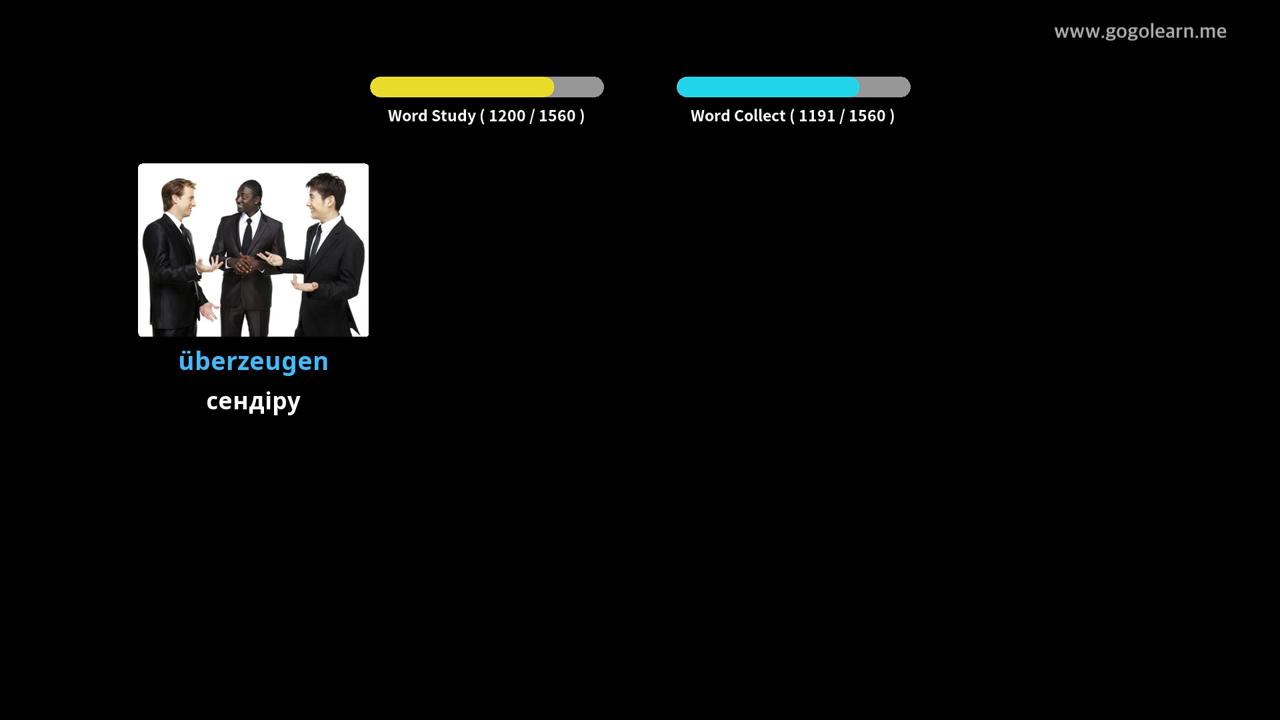 www.gogolearn.me
Word Study ( 1200 / 1560 )
Word Collect ( 1191 / 1560 )
überzeugen
сендіру